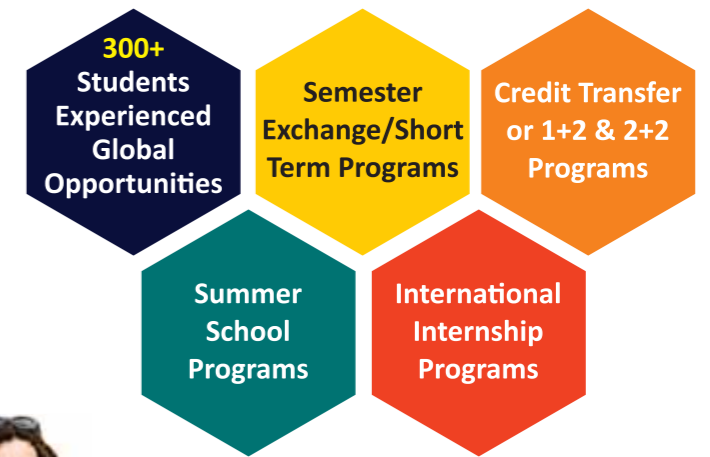 300+
Students
Experienced
Global
Opportunities
Semester
Exchange/Short
Term Programs
Credit Transfer
or 1+2 & 2+2
Programs
Summer
School
Programs
International
Internship
Programs